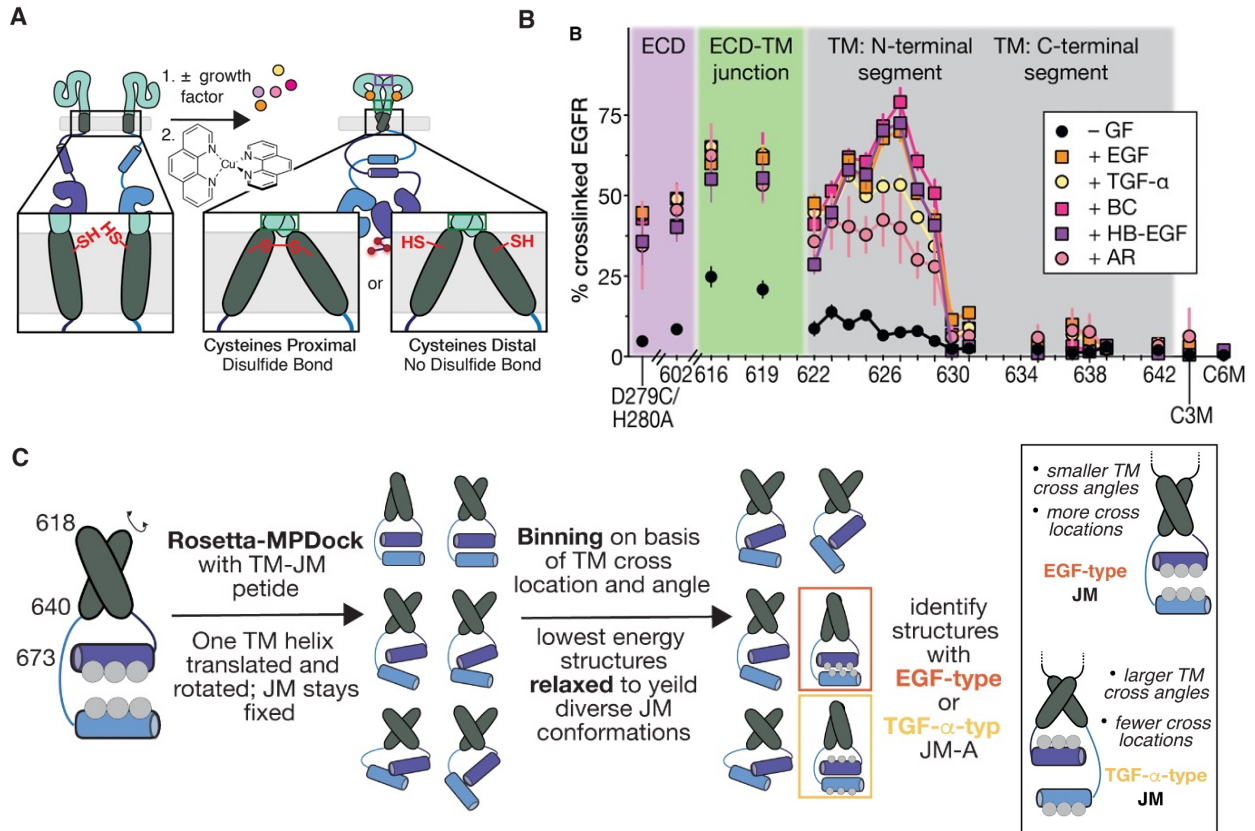 A
1. ± growth
factor
2.
N
N
Cu
N
N
SH
HS
S
S
or
HS
SH
Cysteines Proximal
Disulfide Bond
Cysteines Distal
No Disulfide Bond
B
B
ECD
ECD-TM
junction
TM: N-terminal
segment
TM: C-terminal
segment
% crosslinked EGFR
75
50
25
0
− GF
+ EGF
+ TGF-α
+ BC
+ HB-EGF
+ AR
D279C/
H280A
602
616
619
622
626
630
634
638
642
C3M
C6M
C
618
640
673
Rosetta-MPDock
with TM-JM
petide
One TM helix
translated and
rotated; JM stays
fixed
Binning on basis
of TM cross
location and angle
lowest energy
structures
relaxed to yeild
diverse JM
conformations
identify
structures
with
EGF-type
or
TGF-α-typ
JM-A
• smaller TM
cross angles
• more cross
locations
EGF-type
JM
• larger TM
cross angles
• fewer cross
locations
TGF-α-type
JM